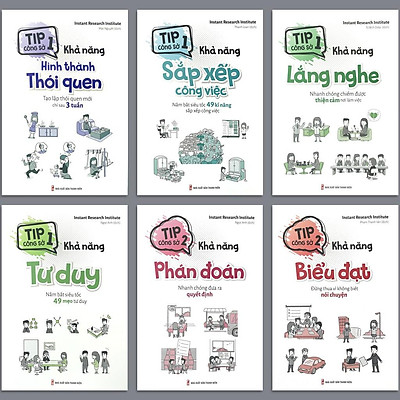 Instant Research Institute
TIP
CÔNG SỞ 1
Khả năng
Hình thành
Thói quen
Tạo lập thói quen mới
chỉ sau 3 tuần
Instant Research Institute
TIP
CÔNG SỞ 1
Khả năng
Sắp xếp
công việc
Nắm bắt siêu tốc 49 kĩ năng
sắp xếp công việc
Instant Research Institute
TIP
CÔNG SỞ 1
Khả năng
Lắng nghe
Nhanh chóng chiếm được
thiện cảm nơi làm việc
Instant Research Institute
TIP
CÔNG SỞ 1
Khả năng
Tư duy
Nắm bắt siêu tốc
49 mẹo tư duy
Instant Research Institute
TIP
CÔNG SỞ 2
Khả năng
Phán đoán
Nhanh chóng đưa ra
quyết định
Instant Research Institute
TIP
CÔNG SỞ 2
Khả năng
Biểu đạt
Đừng thua vì không biết
nói chuyện